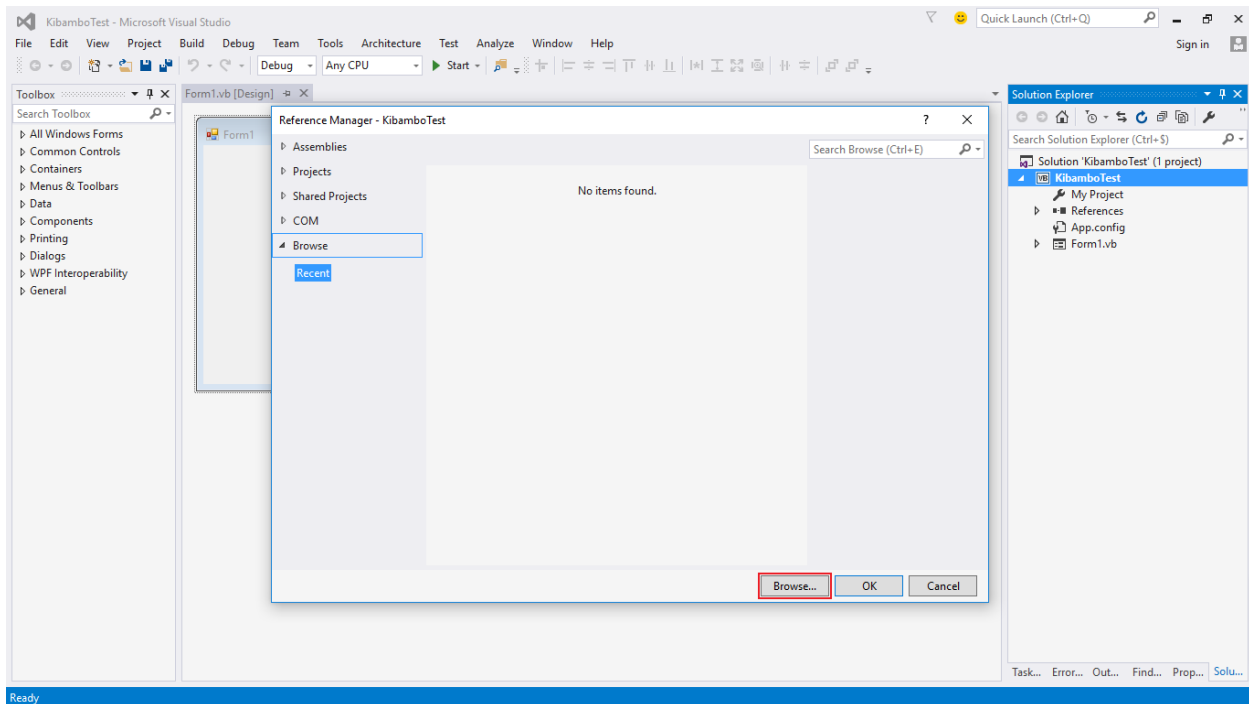 KibamboTest - Microsoft Visual Studio
Quick Launch (Ctrl+Q)
File Edit View Project Build Debug Team Tools Architecture Test Analyze Window Help
Sign in
Debug Any CPU Start
Toolbox
Search Toolbox
All Windows Forms
Common Controls
Containers
Menus & Toolbars
Data
Components
Printing
Dialogs
WPF Interoperability
General
Form1.vb [Design]
Form1
Reference Manager - KibamboTest
?
Assemblies
Projects
Shared Projects
COM
Browse
Recent
No items found.
Search Browse (Ctrl+E)
Browse... OK Cancel
Solution Explorer
Search Solution Explorer (Ctrl+$)
Solution 'KibamboTest' (1 project)
VB KibamboTest
My Project
References
App.config
Form1.vb
Task... Error... Out... Find... Prop... Solu...
Ready